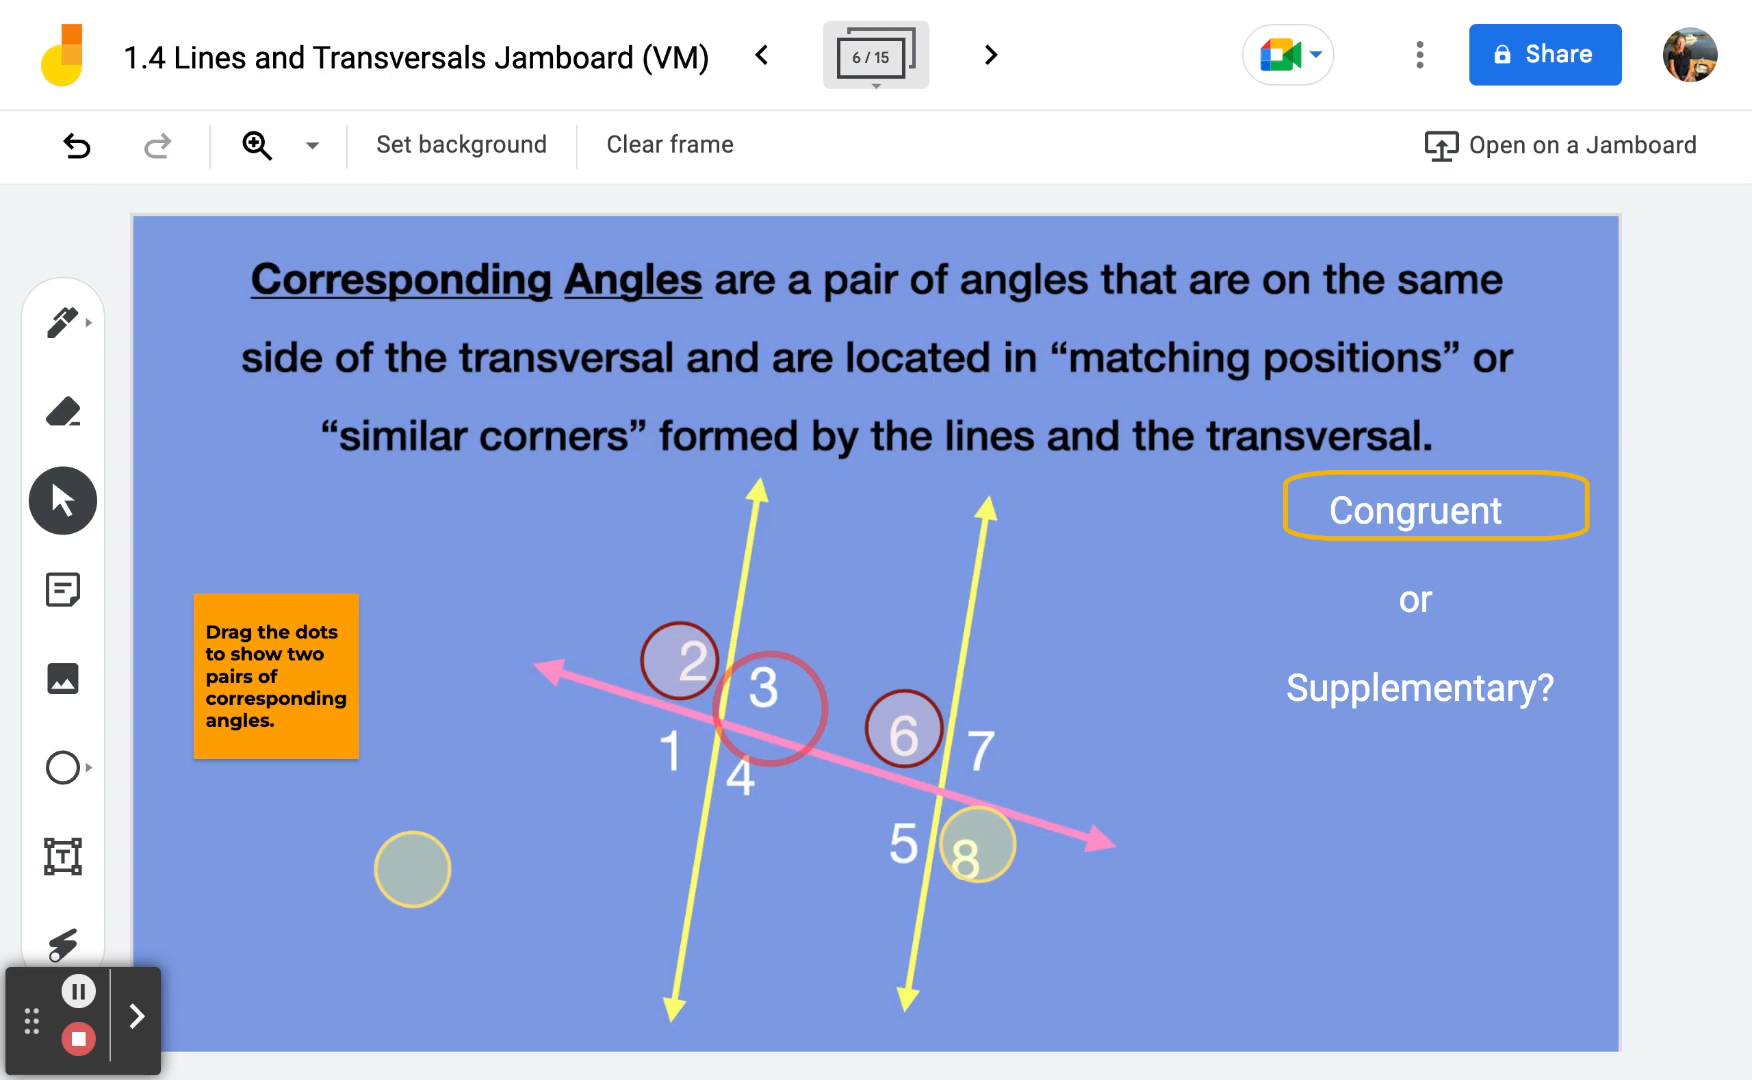 1.4 Lines and Transversals Jamboard (VM)
6 / 15
Share
Set background
Clear frame
Open on a Jamboard
Corresponding Angles are a pair of angles that are on the same
side of the transversal and are located in “matching positions” or
“similar corners” formed by the lines and the transversal.
Congruent
or
Supplementary?
Drag the dots
to show two
pairs of
corresponding
angles.
2
3
1
4
6
7
5
8